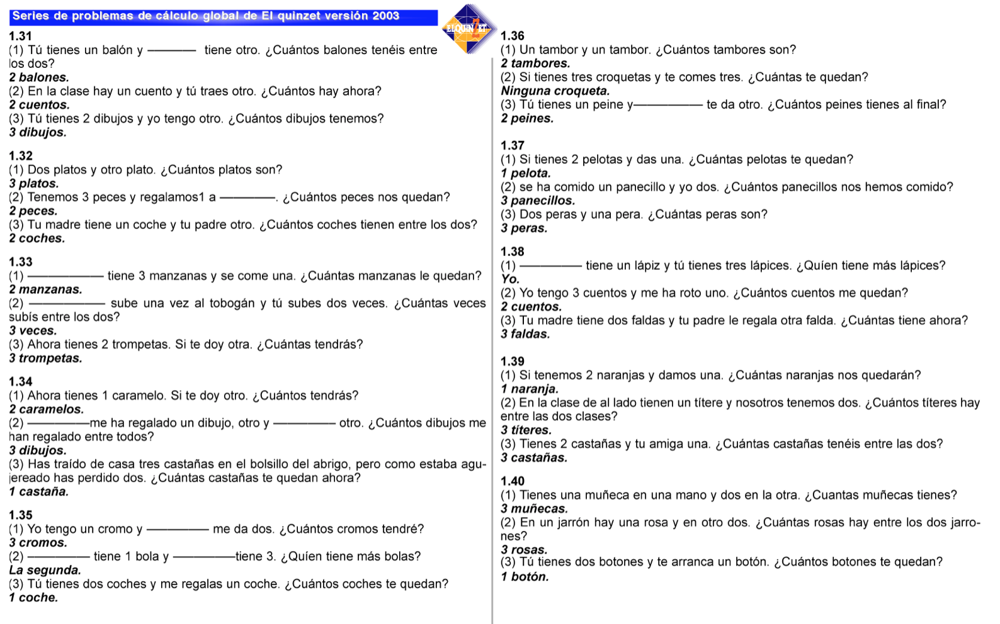 Series de problemas de cálculo global de El quinzet versión 2003
ELQUINZET
1.31
(1) Tú tienes un balón y ———— tiene otro. ¿Cuántos balones tenéis entre
los dos?
2 balones.
(2) En la clase hay un cuento y tú traes otro. ¿Cuántos hay ahora?
2 cuentos.
(3) Tú tienes 2 dibujos y yo tengo otro. ¿Cuántos dibujos tenemos?
3 dibujos.
1.32
(1) Dos platos y otro plato. ¿Cuántos platos son?
3 platos.
(2) Tenemos 3 peces y regalamos1 a ————. ¿Cuántos peces nos quedan?
2 peces.
(3) Tu madre tiene un coche y tu padre otro. ¿Cuántos coches tienen entre los dos?
2 coches.
1.33
(1) —————— tiene 3 manzanas y se come una. ¿Cuántas manzanas le quedan?
2 manzanas.
(2) —————— sube una vez al tobogán y tú subes dos veces. ¿Cuántas veces
subís entre los dos?
3 veces.
(3) Ahora tienes 2 trompetas. Si te doy otra. ¿Cuántas tendrás?
3 trompetas.
1.34
(1) Ahora tienes 1 caramelo. Si te doy otro. ¿Cuántos tendrás?
2 caramelos.
(2) —————me ha regalado un dibujo, otro y ————— otro. ¿Cuántos dibujos me
han regalado entre todos?
3 dibujos.
(3) Has traído de casa tres castañas en el bolsillo del abrigo, pero como estaba agu-
jereado has perdido dos. ¿Cuántas castañas te quedan ahora?
1 castaña.
1.35
(1) Yo tengo un cromo y ————— me da dos. ¿Cuántos cromos tendré?
3 cromos.
(2) ————— tiene 1 bola y —————tiene 3. ¿Quíen tiene más bolas?
La segunda.
(3) Tú tienes dos coches y me regalas un coche. ¿Cuántos coches te quedan?
1 coche.
1.36
(1) Un tambor y un tambor. ¿Cuántos tambores son?
2 tambores.
(2) Si tienes tres croquetas y te comes tres. ¿Cuántas te quedan?
Ninguna croqueta.
(3) Tú tienes un peine y————— te da otro. ¿Cuántos peines tienes al final?
2 peines.
1.37
(1) Si tienes 2 pelotas y das una. ¿Cuántas pelotas te quedan?
1 pelota.
(2) se ha comido un panecillo y yo dos. ¿Cuántos panecillos nos hemos comido?
3 panecillos.
(3) Dos peras y una pera. ¿Cuántas peras son?
3 peras.
1.38
(1) ————— tiene un lápiz y tú tienes tres lápices. ¿Quíen tiene más lápices?
Yo.
(2) Yo tengo 3 cuentos y me ha roto uno. ¿Cuántos cuentos me quedan?
2 cuentos.
(3) Tu madre tiene dos faldas y tu padre le regala otra falda. ¿Cuántas tiene ahora?
3 faldas.
1.39
(1) Si tenemos 2 naranjas y damos una. ¿Cuántas naranjas nos quedarán?
1 naranja.
(2) En la clase de al lado tienen un títere y nosotros tenemos dos. ¿Cuántos títeres hay
entre las dos clases?
3 títeres.
(3) Tienes 2 castañas y tu amiga una. ¿Cuántas castañas tenéis entre las dos?
3 castañas.
1.40
(1) Tienes una muñeca en una mano y dos en la otra. ¿Cuantas muñecas tienes?
3 muñecas.
(2) En un jarrón hay una rosa y en otro dos. ¿Cuántas rosas hay entre los dos jarro-
nes?
3 rosas.
(3) Tú tienes dos botones y te arranca un botón. ¿Cuántos botones te quedan?
1 botón.